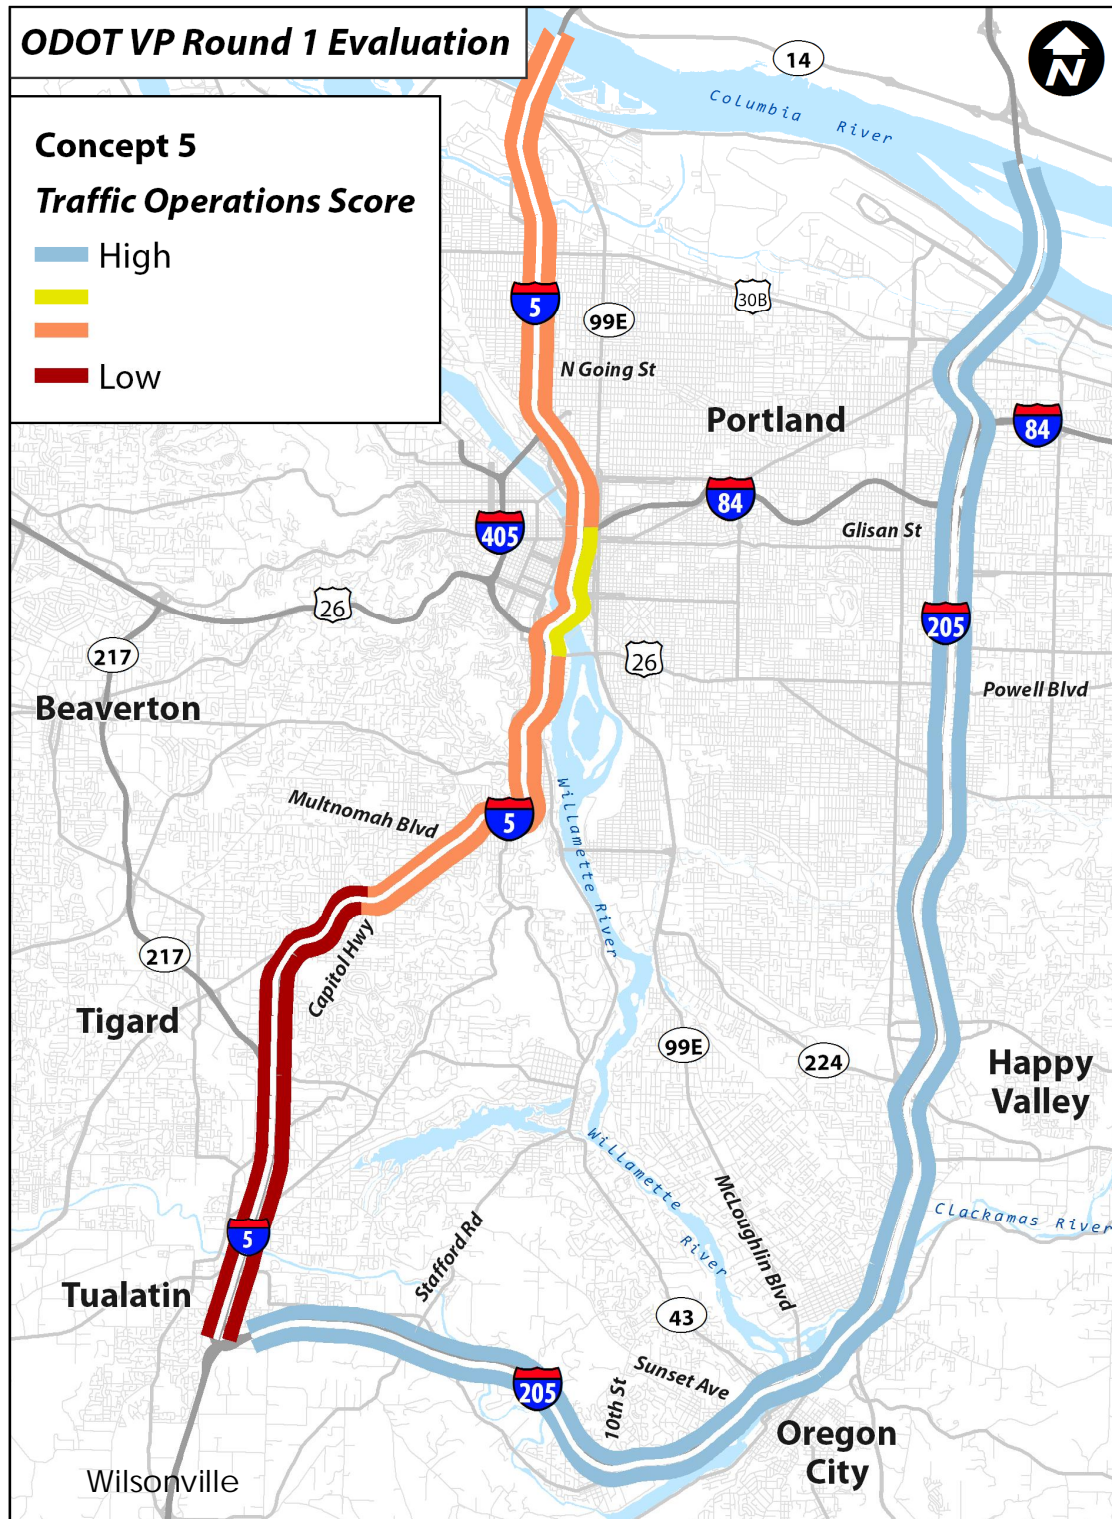 ODOT VP Round 1 Evaluation
N
14
Columbia River
Concept 5
Traffic Operations Score
High
Low
5
99E
30B
N Going St
Portland
84
84
405
Glisan St
26
205
217
26
Beaverton
Powell Blvd
Multnomah Blvd
5
Willamette River
Capitol Hwy
217
Tigard
99E
224
Happy
Valley
Willamette
River
McLoughlin Blvd
Clackamas River
5
Stafford Rd
Tualatin
43
Sunset Ave
205
10th St
Oregon
City
Wilsonville